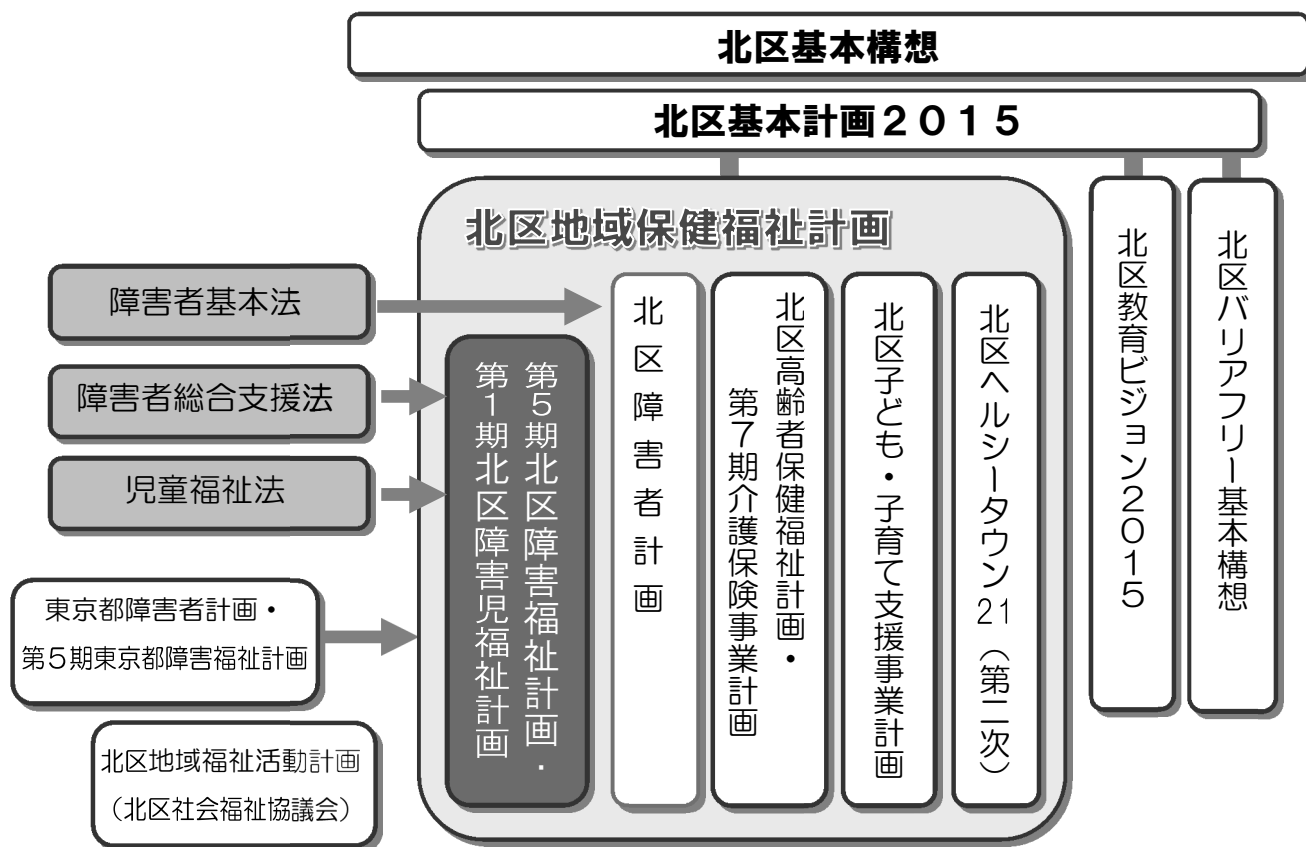 北区基本構想
北区基本計画２０１５
北区地域保健福祉計画
障害者基本法
障害者総合支援法
児童福祉法
東京都障害者計画・
第５期東京都障害福祉計画
北区地域福祉活動計画
（北区社会福祉協議会）
第５期北区障害福祉計画・
第１期北区障害児福祉計画
北区障害者計画
北区高齢者保健福祉計画・
第７期介護保険事業計画
北区子ども・子育て支援事業計画
北区ヘルシータウン21（第二次）
北区教育ビジョン２０１５
北区バリアフリー基本構想